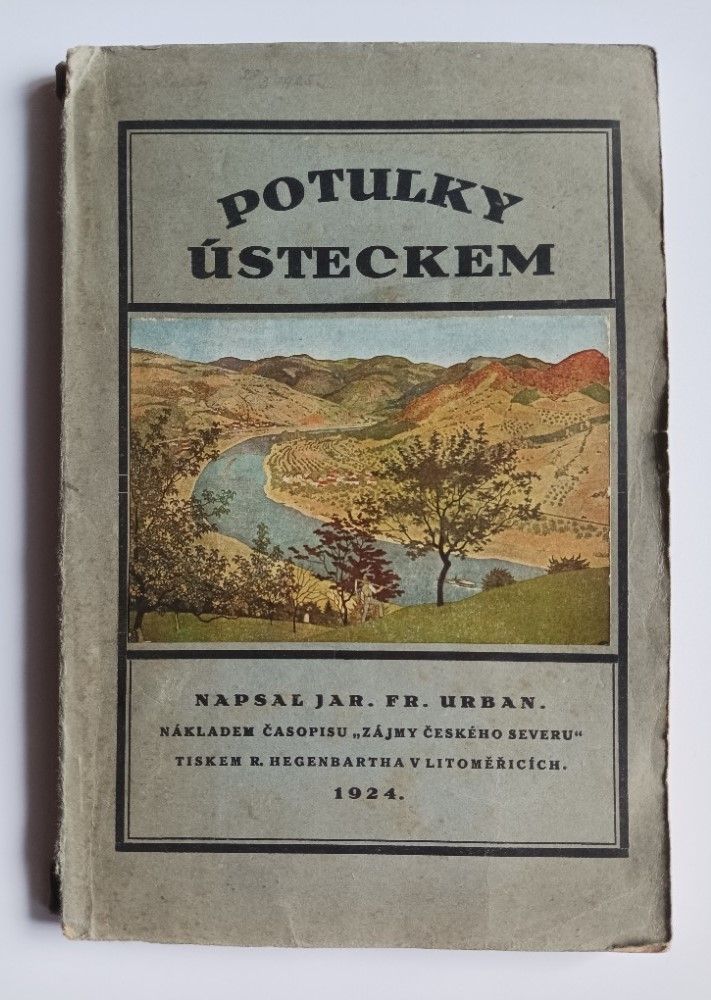 POTULKY
ÚSTECKEM
NAPSAL JAR. FR. URBAN.
NÁKLADEM ČASOPISU „ZÁJMY ČESKÉHO SEVERU“
TISKEM R. HEGENBARTHA V LITOMĚŘICÍCH.
1924.